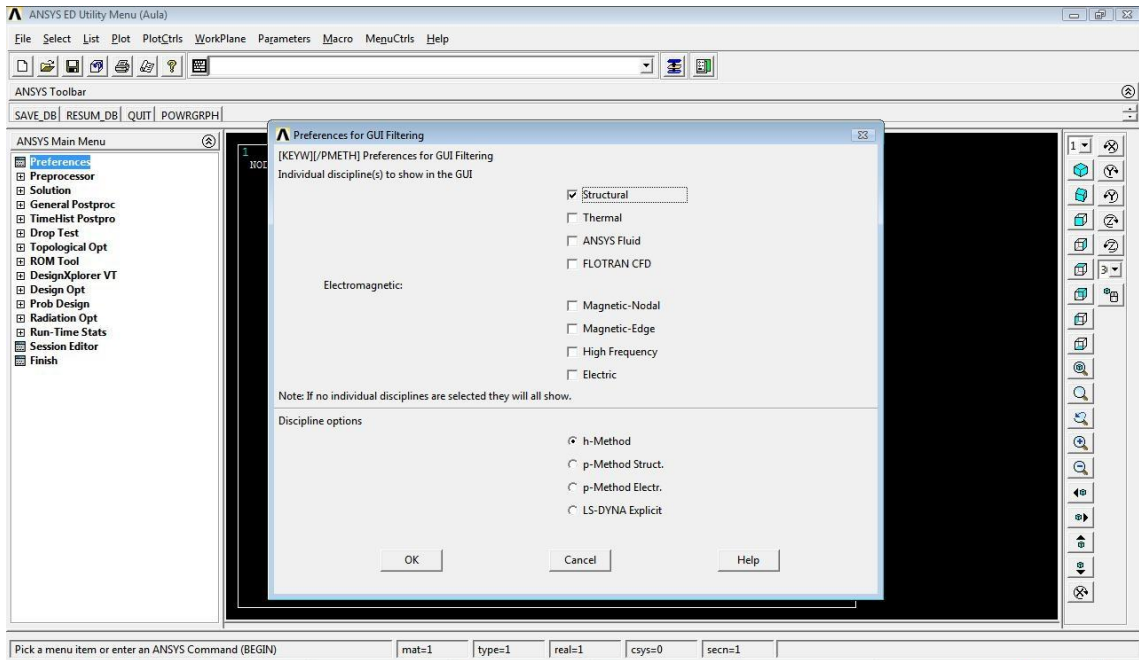 ANSYS ED Utility Menu (Aula)
File Select List Plot PlotCtrls WorkPlane Parameters Macro MenuCtrls Help
ANSYS Toolbar
SAVE_DB RESUM_DB QUIT POWRGRPH
ANSYS Main Menu
Preferences
Preprocessor
Solution
General Postproc
TimeHist Postpro
Drop Test
Topological Opt
ROM Tool
DesignXplorer VT
Design Opt
Prob Design
Radiation Opt
Run-Time Stats
Session Editor
Finish
1
NOD
Preferences for GUI Filtering
[KEYW][/PMETH] Preferences for GUI Filtering
Individual discipline(s) to show in the GUI
Structural
Thermal
ANSYS Fluid
FLOTRAN CFD
Electromagnetic:
Magnetic-Nodal
Magnetic-Edge
High Frequency
Electric
Note: If no individual disciplines are selected they will all show.
Discipline options
h-Method
p-Method Struct.
p-Method Electr.
LS-DYNA Explicit
OK Cancel Help
1
3
Pick a menu item or enter an ANSYS Command (BEGIN) mat=1 type=1 real=1 csys=0 secn=1